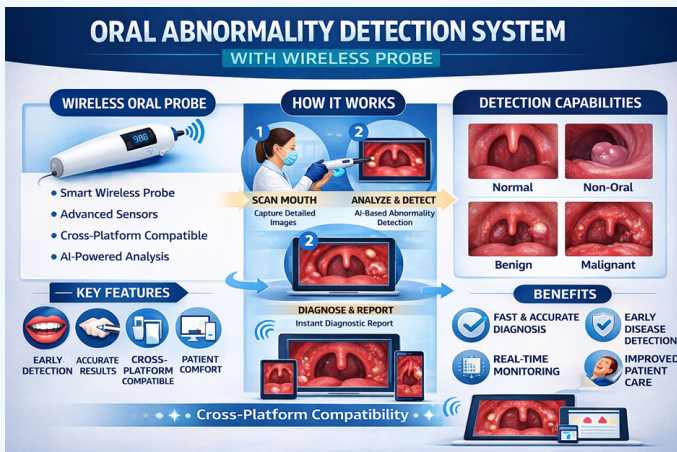 ORAL ABNORMALITY DETECTION SYSTEM
WITH WIRELESS PROBE
WIRELESS ORAL PROBE
986
• Smart Wireless Probe
• Advanced Sensors
• Cross-Platform Compatible
• AI-Powered Analysis
KEY FEATURES
EARLY-
DETECTION
ACCURATE
RESULTS
CROSS-
PLATFORM
COMPATIBLE
PATIENT
COMFORT
HOW IT WORKS
1
2
SCAN MOUTH
Capture Detailed
Images
ANALYZE & DETECT
AI-Based Abnormality
Detection
2
DIAGNOSE & REPORT
Instant Diagnostic Report
DETECTION CAPABILITIES
Normal
Non-Oral
Benign
Malignant
BENEFITS
FAST & ACCURATE
DIAGNOSIS
EARLY
DISEASE
DETECTION
REAL-TIME
MONITORING
IMPROVED
PATIENT
CARE
Cross-Platform Compatibility